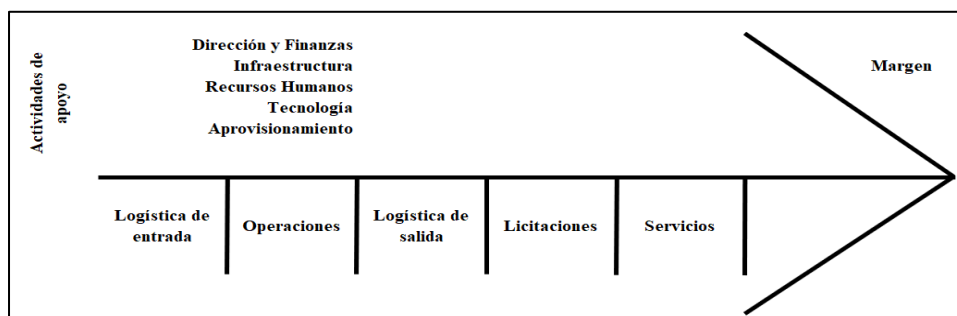 Actividades de
apoyo
Dirección y Finanzas
Infraestructura
Recursos Humanos
Tecnología
Aprovisionamiento
Margen
Logística de
entrada
Operaciones
Logística de
salida
Licitaciones
Servicios